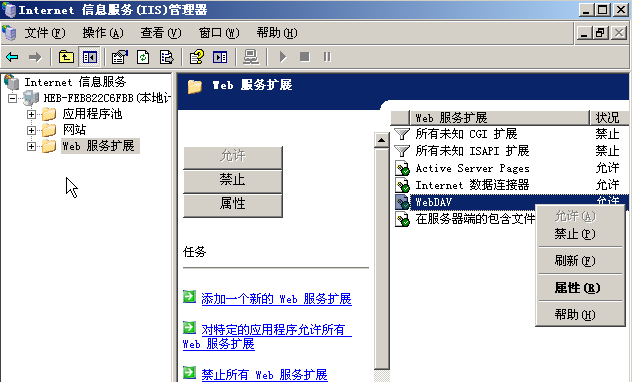 Internet 信息服务(IIS)管理器
文件(F) 操作(A) 查看(V) 窗口(W) 帮助(H)
Internet 信息服务
HEB-FEB822C6FBB(本地计
应用程序池
网站
Web 服务扩展
Web 服务扩展
允许
禁止
属性
任务
添加一个新的 Web 服务扩展
对特定的应用程序允许所有
Web 服务扩展
禁止所有 Web 服务扩展
Web 服务扩展 状况
所有未知 CGI 扩展 禁止
所有未知 ISAPI 扩展 禁止
Active Server Pages 允许
Internet 数据连接器 允许
WebDAV 允许
在服务器端的包含文件
允许(A)
禁止(P)
刷新(F)
属性(R)
帮助(H)